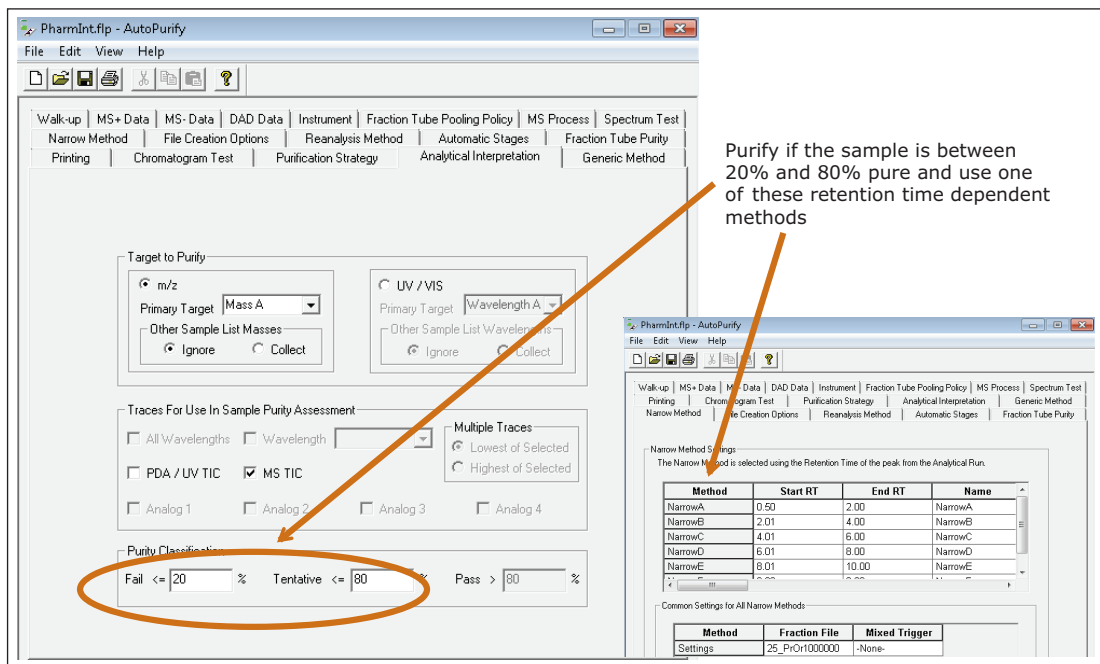 PharmInt.flp - AutoPurify
File Edit View Help
Walk-up MS+ Data MS- Data DAD Data Instrument Fraction Tube Pooling Policy MS Process Spectrum Test
Narrow Method File Creation Options Reanalysis Method Automatic Stages Fraction Tube Purity
Printing Chromatogram Test Purification Strategy Analytical Interpretation Generic Method
Target to Purify
m/z
Primary Target Mass A
Other Sample List Masses
Ignore Collect
UV / VIS
Primary Target Wavelength A
Other Sample List Wavelengths
Ignore Collect
Traces For Use In Sample Purity Assessment
All Wavelengths Wavelength
PDA / UV TIC MS TIC
Multiple Traces
Lowest of Selected
Highest of Selected
Analog 1 Analog 2 Analog 3 Analog 4
Purity Classification
Fail <= 20 % Tentative <= 80 % Pass > 80 %
Purify if the sample is between
20% and 80% pure and use one
of these retention time dependent
methods
PharmInt.flp - AutoPurify
File Edit View Help
Walk-up MS+ Data MS- Data DAD Data Instrument Fraction Tube Pooling Policy MS Process Spectrum Test
Printing Chromatogram Test Purification Strategy Analytical Interpretation Generic Method
Narrow Method File Creation Options Reanalysis Method Automatic Stages Fraction Tube Purity
Narrow Method Settings
The Narrow Method is selected using the Retention Time of the peak from the Analytical Run.
Method Start RT End RT Name
NarrowA 0.50 2.00 NarrowA
NarrowB 2.01 4.00 NarrowB
NarrowC 4.01 6.00 NarrowC
NarrowD 6.01 8.00 NarrowD
NarrowE 8.01 10.00 NarrowE
Common Settings for All Narrow Methods
Method Fraction File Mixed Trigger
Settings 25_PrOr1000000 -None-